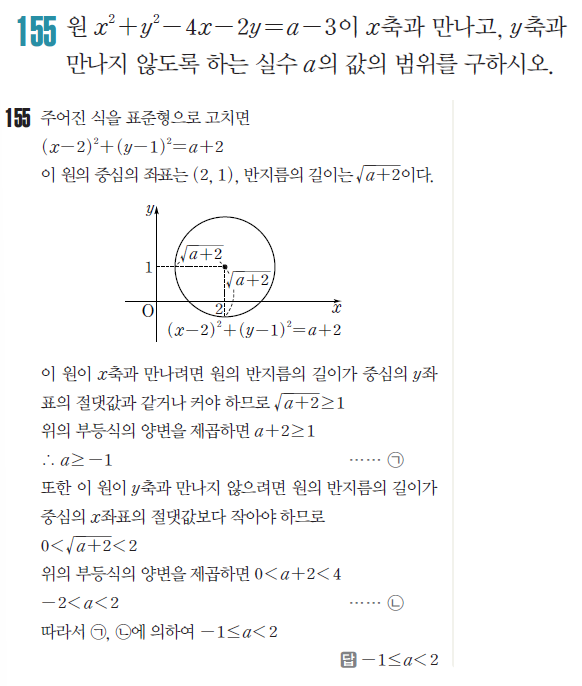 155 원 x²+y²-4x-2y=a-3이 x축과 만나고, y축과
만나지 않도록 하는 실수 a의 값의 범위를 구하시오.
155 주어진 식을 표준형으로 고치면
(x-2)²+(y-1)²=a+2
이 원의 중심의 좌표는 (2, 1), 반지름의 길이는 √(a+2)이다.
y
√(a+2)
1
√(a+2)
O 2 x
(x-2)²+(y-1)²=a+2
이 원이 x축과 만나려면 원의 반지름의 길이가 중심의 y좌
표의 절댓값과 같거나 커야 하므로 √(a+2)≥1
위의 부등식의 양변을 제곱하면 a+2≥1
∴ a≥-1 …… ㉠
또한 이 원이 y축과 만나지 않으려면 원의 반지름의 길이가
중심의 x좌표의 절댓값보다 작아야 하므로
0<√(a+2)<2
위의 부등식의 양변을 제곱하면 0<a+2<4
-2<a<2 …… ㉡
따라서 ㉠, ㉡에 의하여 -1≤a<2
답 -1≤a<2